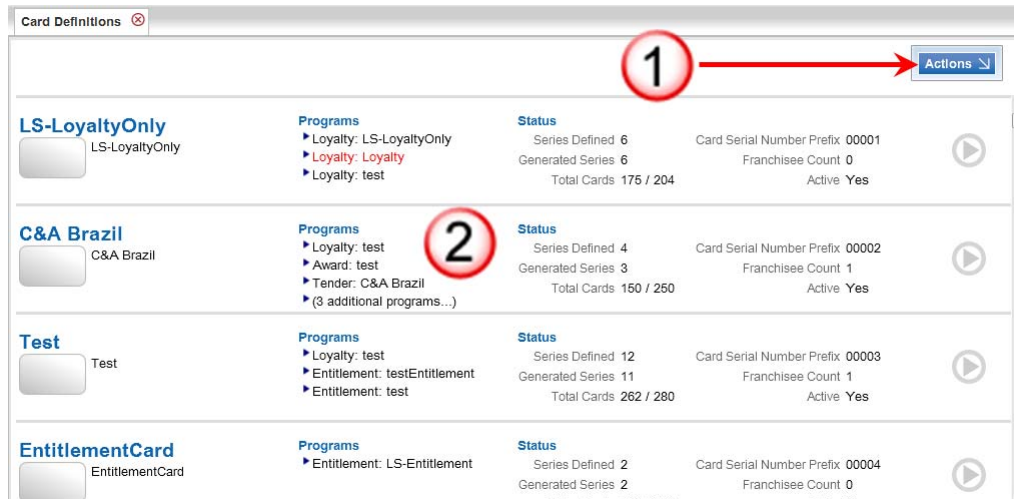 Card Definitions
1
Actions
LS-LoyaltyOnly
LS-LoyaltyOnly
Programs
Loyalty: LS-LoyaltyOnly
Loyalty: Loyalty
Loyalty: test
Status
Series Defined 6
Generated Series 6
Total Cards 175 / 204
Card Serial Number Prefix 00001
Franchisee Count 0
Active Yes
C&A Brazil
C&A Brazil
Programs
Loyalty: test
Award: test
Tender: C&A Brazil
(3 additional programs...)
2
Status
Series Defined 4
Generated Series 3
Total Cards 150 / 250
Card Serial Number Prefix 00002
Franchisee Count 1
Active Yes
Test
Test
Programs
Loyalty: test
Entitlement: testEntitlement
Entitlement: test
Status
Series Defined 12
Generated Series 11
Total Cards 262 / 280
Card Serial Number Prefix 00003
Franchisee Count 1
Active Yes
EntitlementCard
EntitlementCard
Programs
Entitlement: LS-Entitlement
Status
Series Defined 2
Generated Series 2
Card Serial Number Prefix 00004
Franchisee Count 0